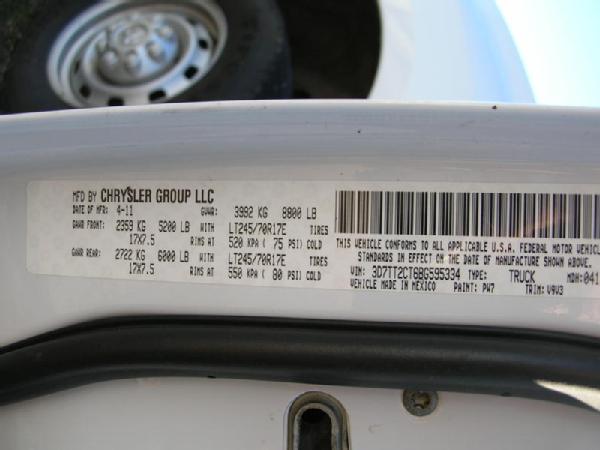 MFD BY CHRYSLER GROUP LLC
DATE OF MFR: 4-11 GVWR: 3992 KG 8800 LB
GAWR FRONT: 2359 KG 5200 LB WITH LT245/70R17E TIRES
17X7.5 RIMS AT 520 KPA ( 75 PSI) COLD
GAWR REAR: 2722 KG 6000 LB WITH LT245/70R17E TIRES
17X7.5 RIMS AT 550 KPA ( 80 PSI) COLD
THIS VEHICLE CONFORMS TO ALL APPLICABLE U.S.A. FEDERAL MOTOR VEHICLE
STANDARDS IN EFFECT ON THE DATE OF MANUFACTURE SHOWN ABOVE.
VIN: 3D7TT2CT6BG595334 TYPE: TRUCK MDH: 041
VEHICLE MADE IN MEXICO PAINT: PW7 TRIM: V9V3